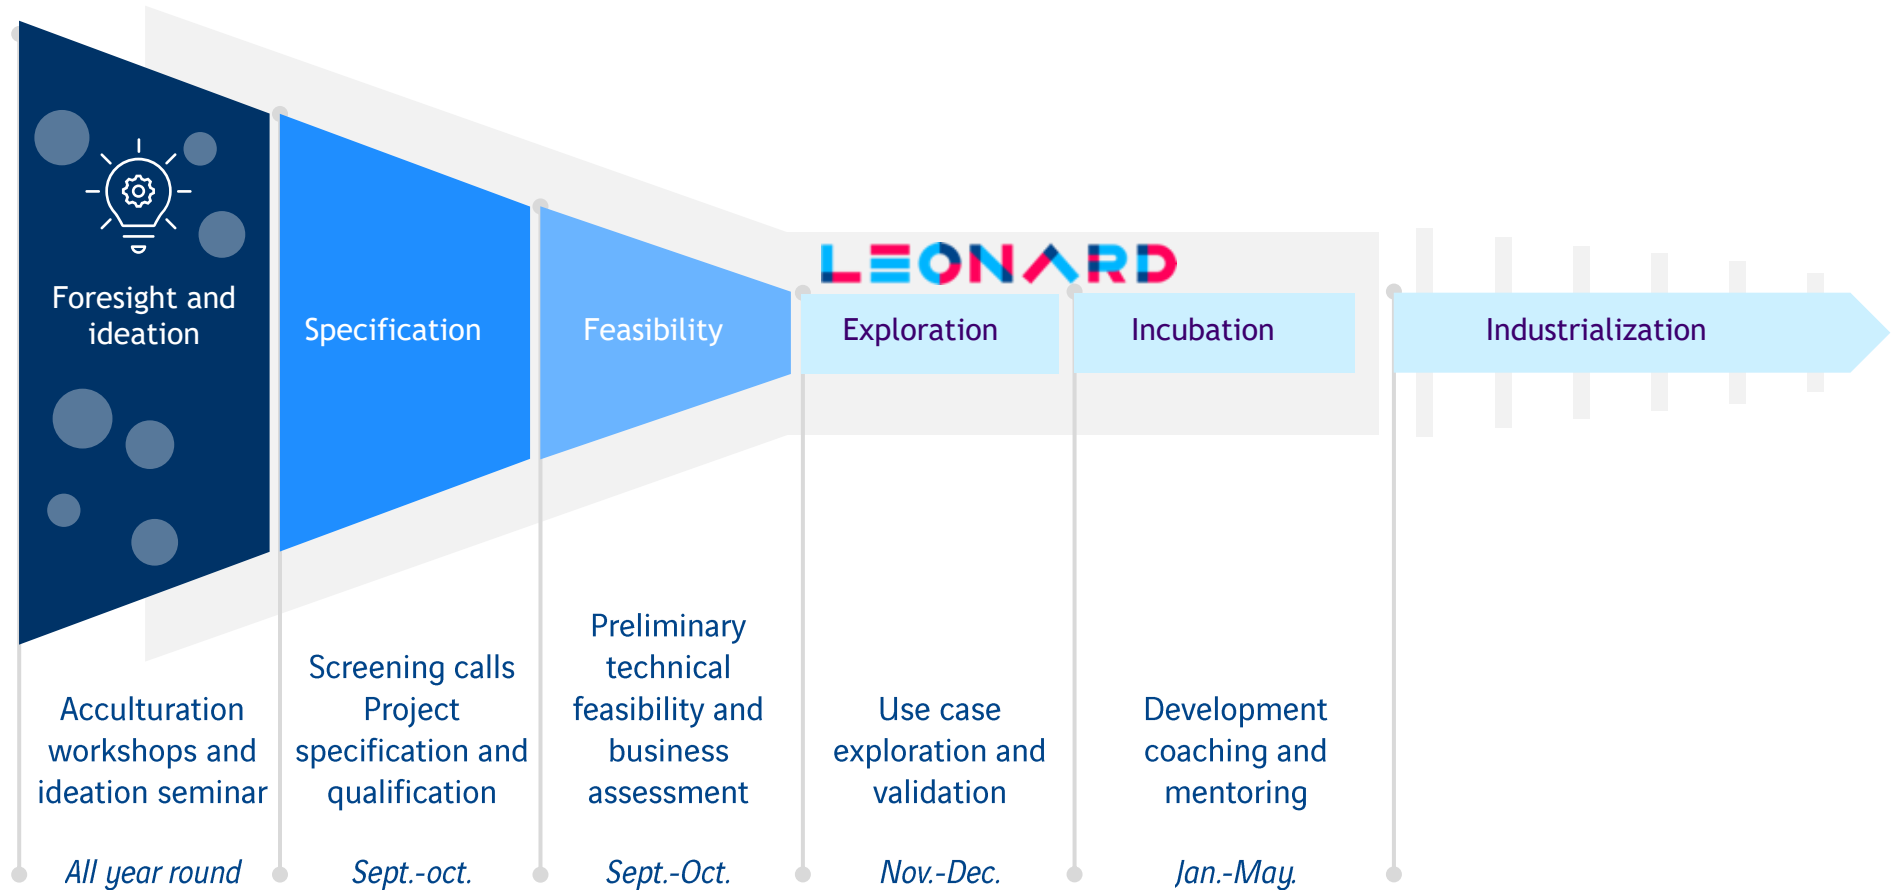 LEONARD
Foresight and
ideation
Specification
Feasibility
Exploration
Incubation
Industrialization
Acculturation
workshops and
ideation seminar
All year round
Screening calls
Project
specification and
qualification
Sept.-oct.
Preliminary
technical
feasibility and
business
assessment
Sept.-Oct.
Use case
exploration and
validation
Nov.-Dec.
Development
coaching and
mentoring
Jan.-May.